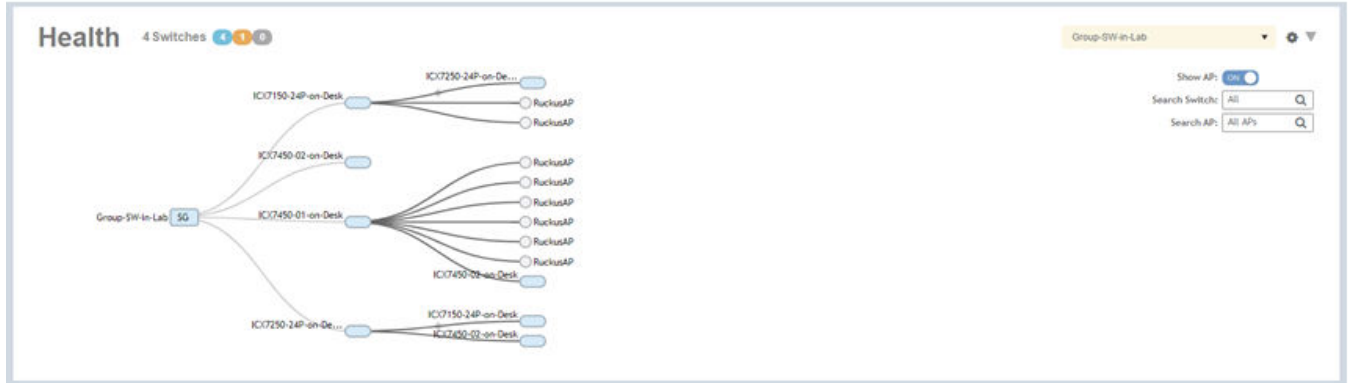 Health 4 Switches 4 1 0
Group-SW-in-Lab
Show AP: ON
Search Switch: All
Search AP: All APs
ICX7250-24P-on-De...
ICX7150-24P-on-Desk
RuckusAP
RuckusAP
ICX7450-02-on-Desk
RuckusAP
RuckusAP
RuckusAP
Group-SW-in-Lab SG
ICX7450-01-on-Desk
RuckusAP
RuckusAP
RuckusAP
ICX7450-02-on-Desk
ICX7150-24P-on-Desk
ICX7250-24P-on-De...
ICX7450-02-on-Desk